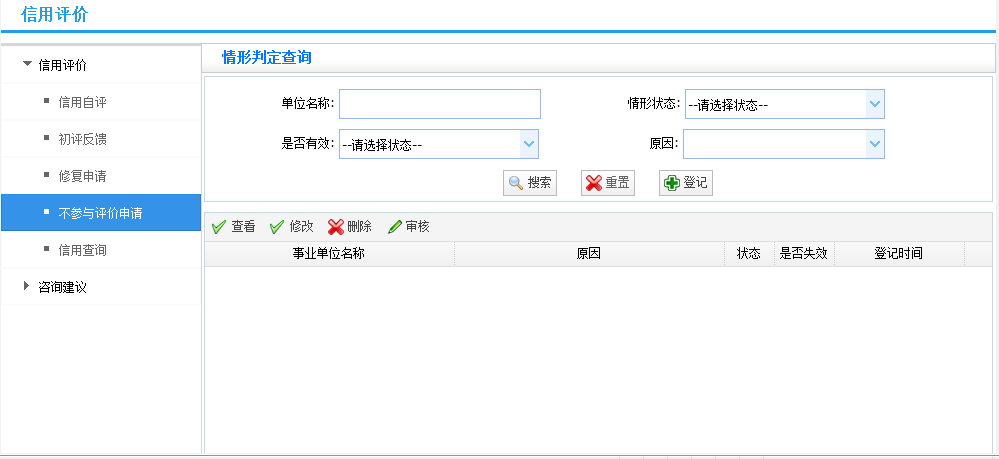 信用评价
信用评价
信用自评
初评反馈
修复申请
不参与评价申请
信用查询
咨询建议
情形判定查询
单位名称: 情形状态: --请选择状态--
是否有效: --请选择状态-- 原因:
搜索 重置 登记
查看 修改 删除 审核
事业单位名称 原因 状态 是否失效 登记时间